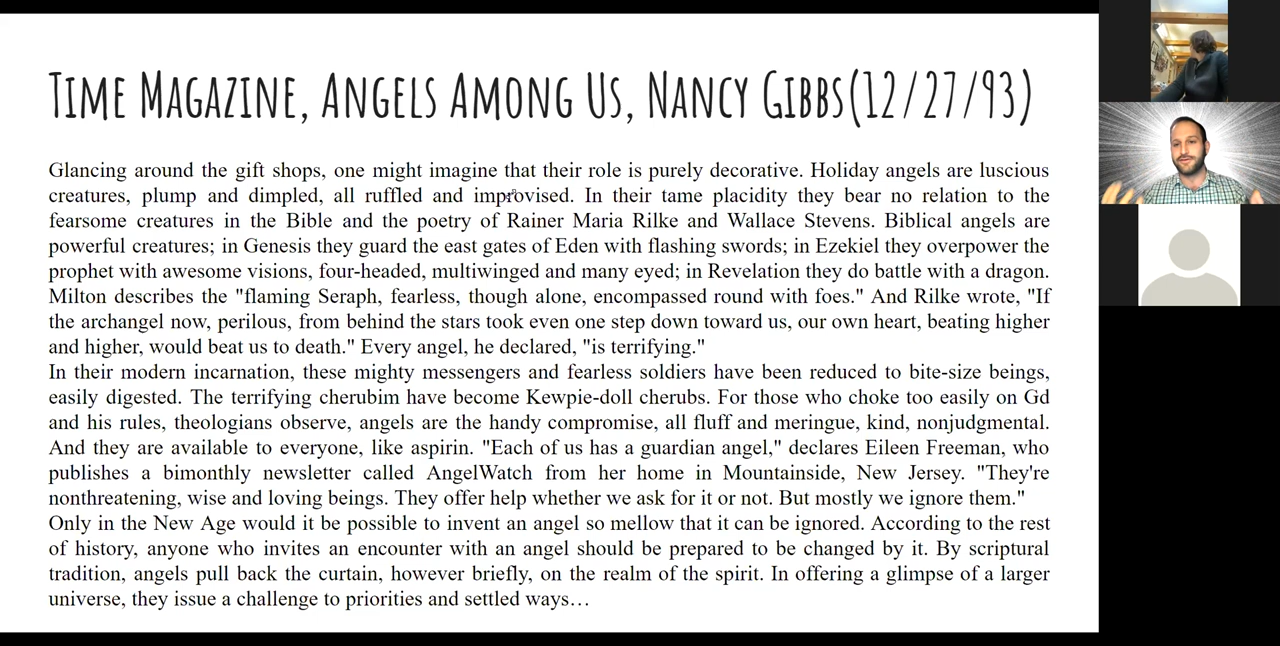 Time Magazine, Angels Among Us, Nancy Gibbs(12/27/93)
Glancing around the gift shops, one might imagine that their role is purely decorative. Holiday angels are luscious
creatures, plump and dimpled, all ruffled and improvised. In their tame placidity they bear no relation to the
fearsome creatures in the Bible and the poetry of Rainer Maria Rilke and Wallace Stevens. Biblical angels are
powerful creatures; in Genesis they guard the east gates of Eden with flashing swords; in Ezekiel they overpower the
prophet with awesome visions, four-headed, multiwinged and many eyed; in Revelation they do battle with a dragon.
Milton describes the "flaming Seraph, fearless, though alone, encompassed round with foes." And Rilke wrote, "If
the archangel now, perilous, from behind the stars took even one step down toward us, our own heart, beating higher
and higher, would beat us to death." Every angel, he declared, "is terrifying."
In their modern incarnation, these mighty messengers and fearless soldiers have been reduced to bite-size beings,
easily digested. The terrifying cherubim have become Kewpie-doll cherubs. For those who choke too easily on Gd
and his rules, theologians observe, angels are the handy compromise, all fluff and meringue, kind, nonjudgmental.
And they are available to everyone, like aspirin. "Each of us has a guardian angel," declares Eileen Freeman, who
publishes a bimonthly newsletter called AngelWatch from her home in Mountainside, New Jersey. "They're
nonthreatening, wise and loving beings. They offer help whether we ask for it or not. But mostly we ignore them."
Only in the New Age would it be possible to invent an angel so mellow that it can be ignored. According to the rest
of history, anyone who invites an encounter with an angel should be prepared to be changed by it. By scriptural
tradition, angels pull back the curtain, however briefly, on the realm of the spirit. In offering a glimpse of a larger
universe, they issue a challenge to priorities and settled ways…